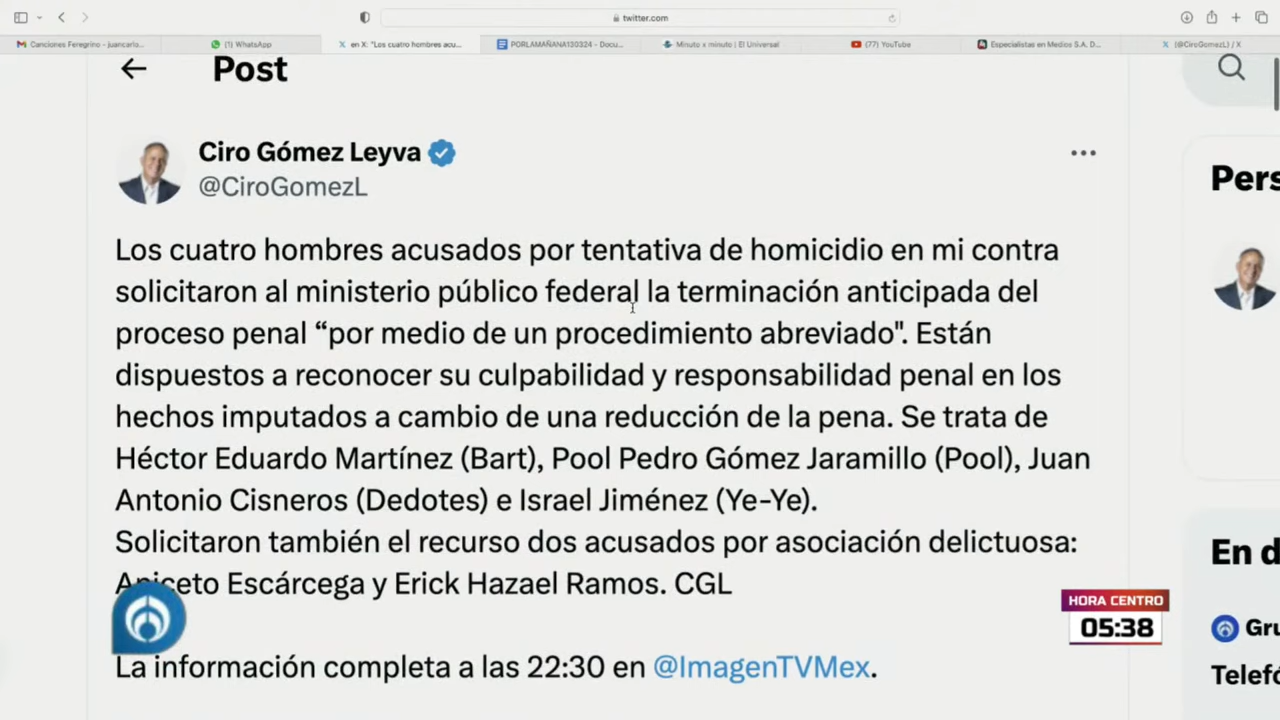 twitter.com
Canciones Feregrino - juancarlo...
(1) WhatsApp
en X: "Los cuatro hombres acu...
PORLAMAÑANA130324 - Docu...
Minuto x minuto | El Universal
(77) YouTube
Especialistas en Medios S.A. D...
(@CiroGomezL) / X
Post
Ciro Gómez Leyva
@CiroGomezL
Los cuatro hombres acusados por tentativa de homicidio en mi contra
solicitaron al ministerio público federal la terminación anticipada del
proceso penal “por medio de un procedimiento abreviado". Están
dispuestos a reconocer su culpabilidad y responsabilidad penal en los
hechos imputados a cambio de una reducción de la pena. Se trata de
Héctor Eduardo Martínez (Bart), Pool Pedro Gómez Jaramillo (Pool), Juan
Antonio Cisneros (Dedotes) e Israel Jiménez (Ye-Ye).
Solicitaron también el recurso dos acusados por asociación delictuosa:
Aniceto Escárcega y Erick Hazael Ramos. CGL
La información completa a las 22:30 en @ImagenTVMex.
Pers
En d
Gru
Telefó
HORA CENTRO
05:38